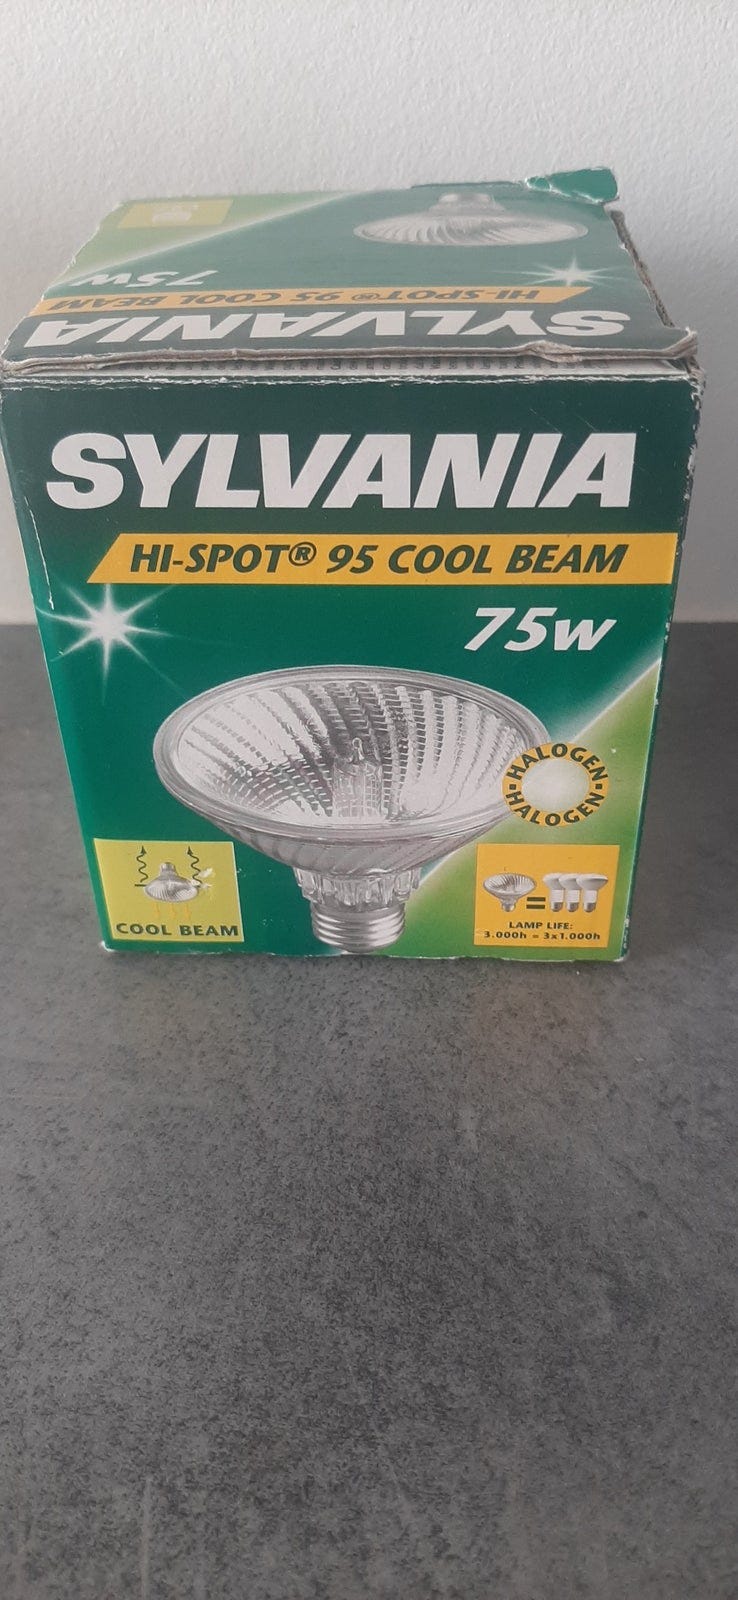 75w
HI-SPOT® 95 COOL BEAM
SYLVANIA
SYLVANIA
HI-SPOT® 95 COOL BEAM
75w
HALOGEN
HALOGEN
COOL BEAM
LAMP LIFE:
3.000h = 3x1.000h